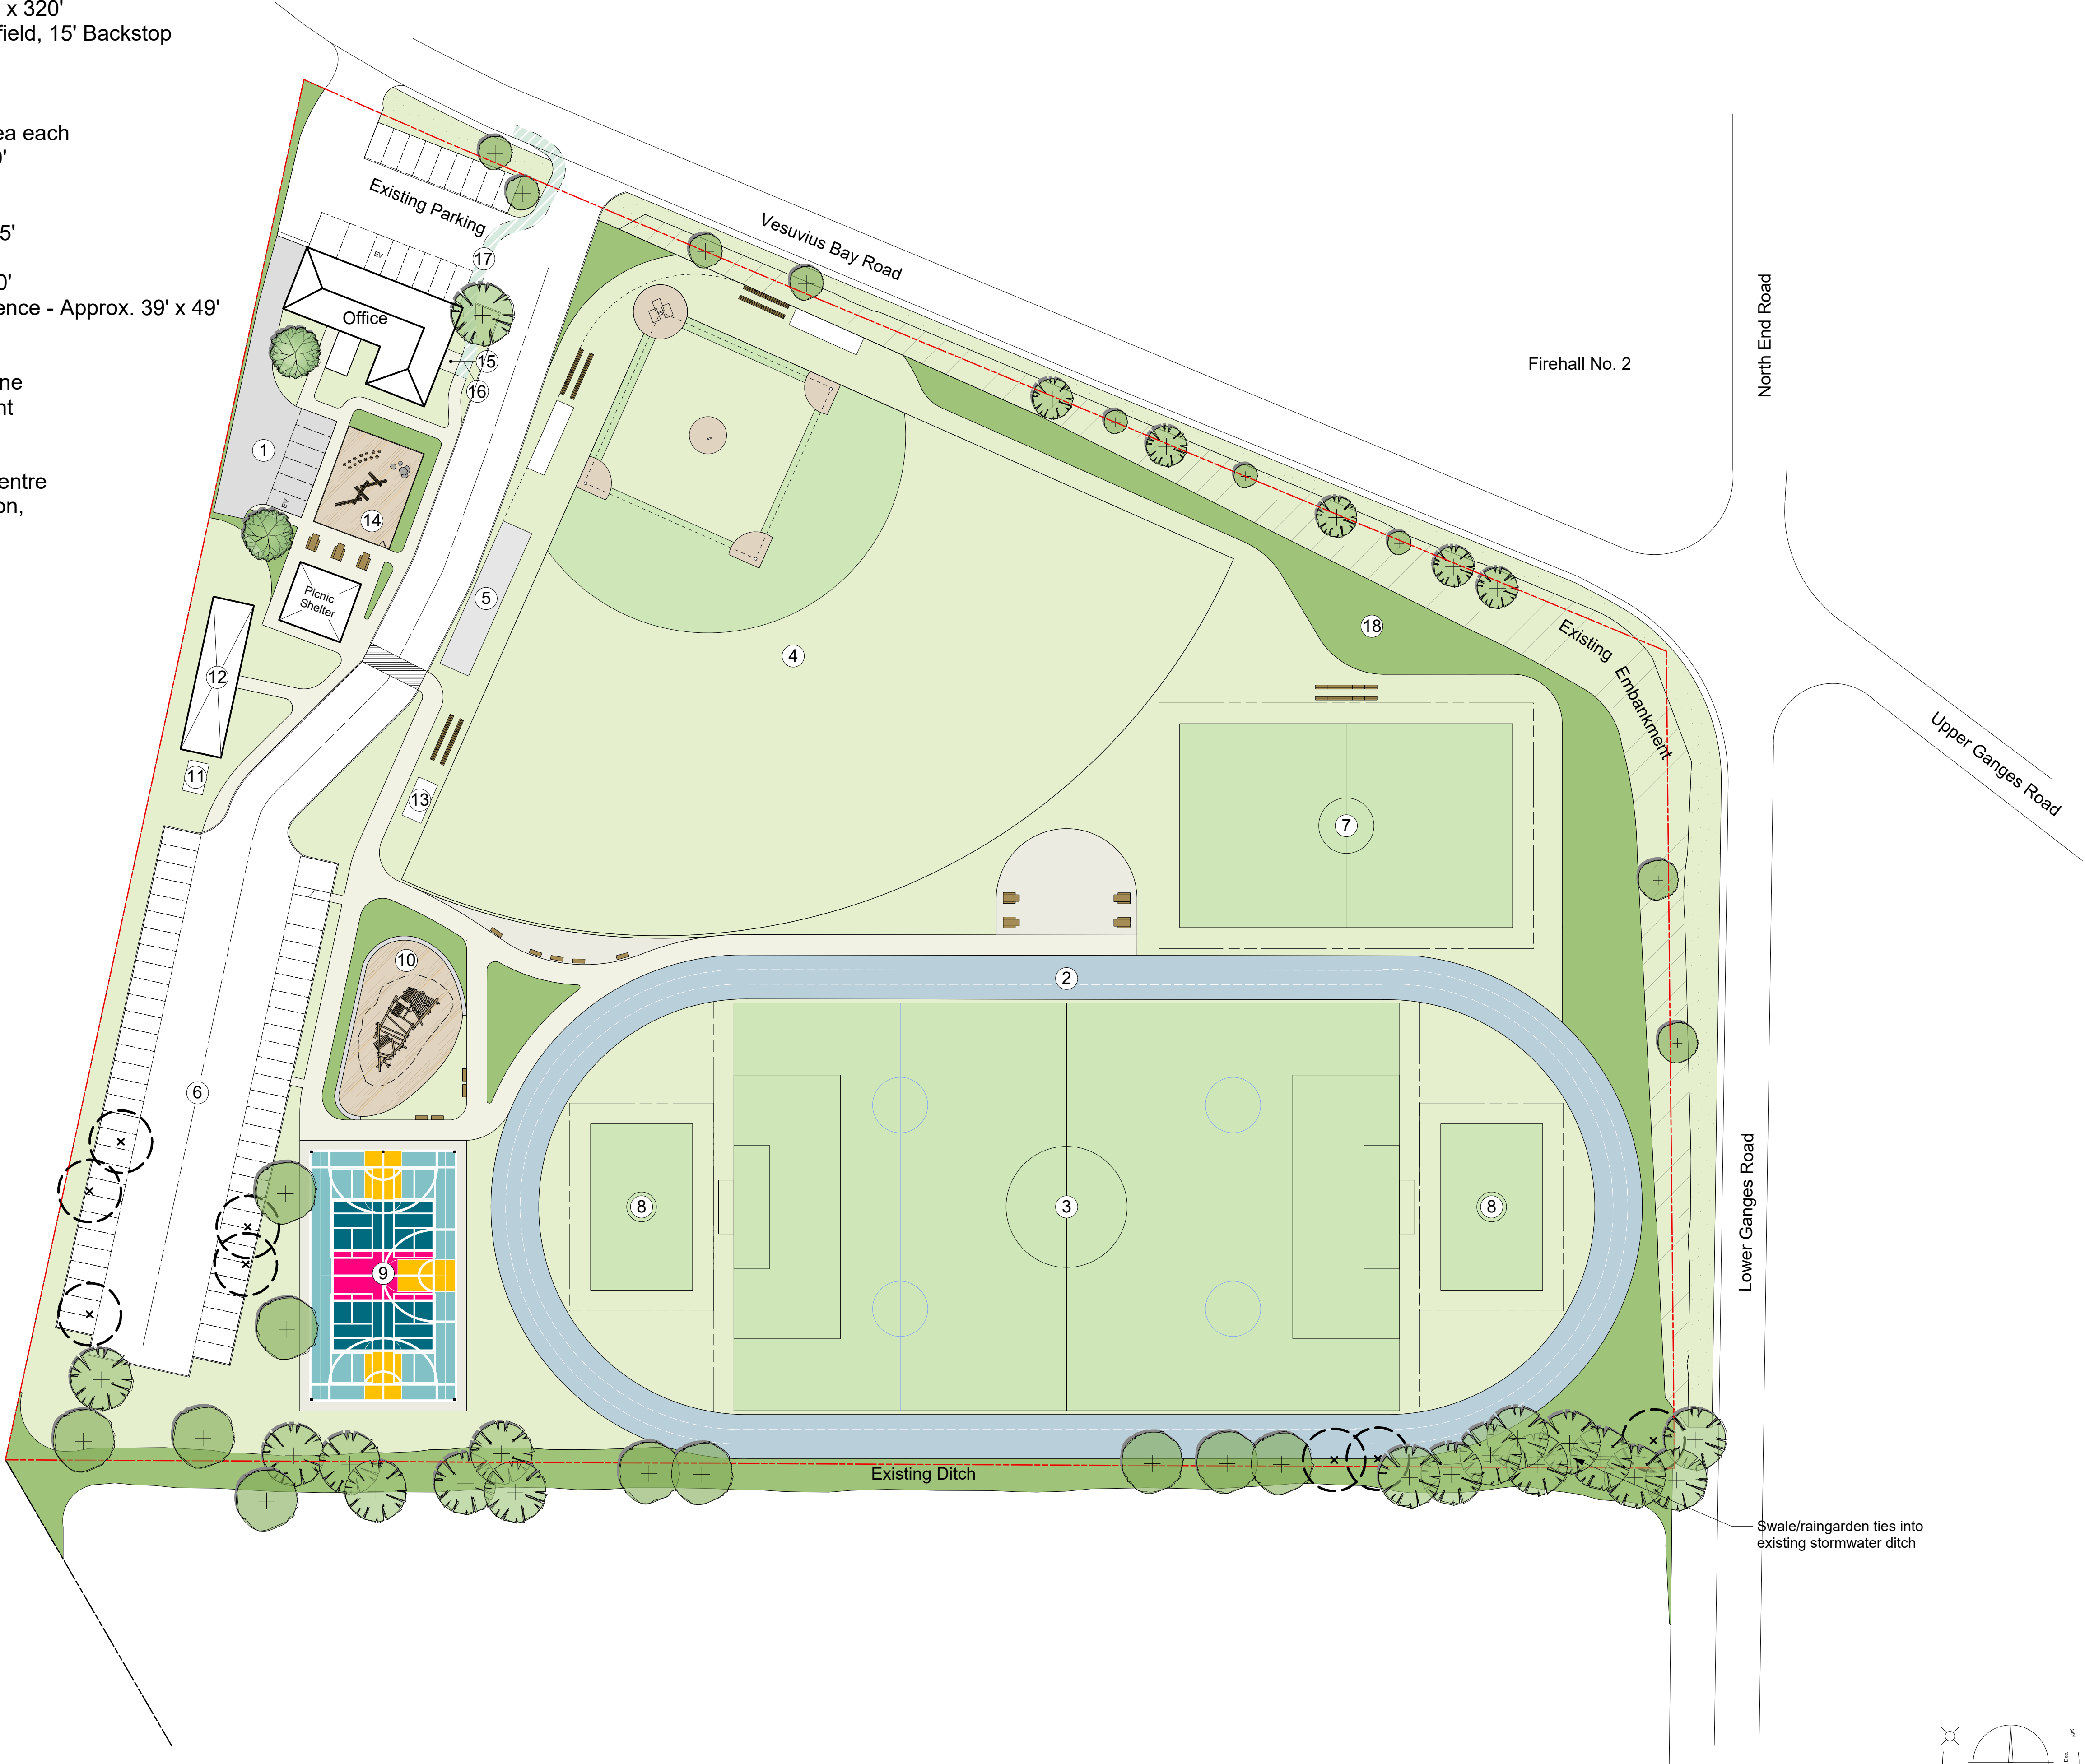 x 320'
field, 15' Backstop
ea each
5'
0'
ence - Approx. 39' x 49'
ne
nt
entre
on,
Existing Parking
EV
17
Vesuvius Bay Road
Office
15
16
1
EV
14
Picnic
Shelter
5
12
11
13
4
18
Existing
Embankment
Firehall No. 2
North End Road
Upper Ganges Road
7
10
2
6
8
3
8
9
Lower Ganges Road
Existing Ditch
Swale/raingarden ties into
existing stormwater ditch
Dec.